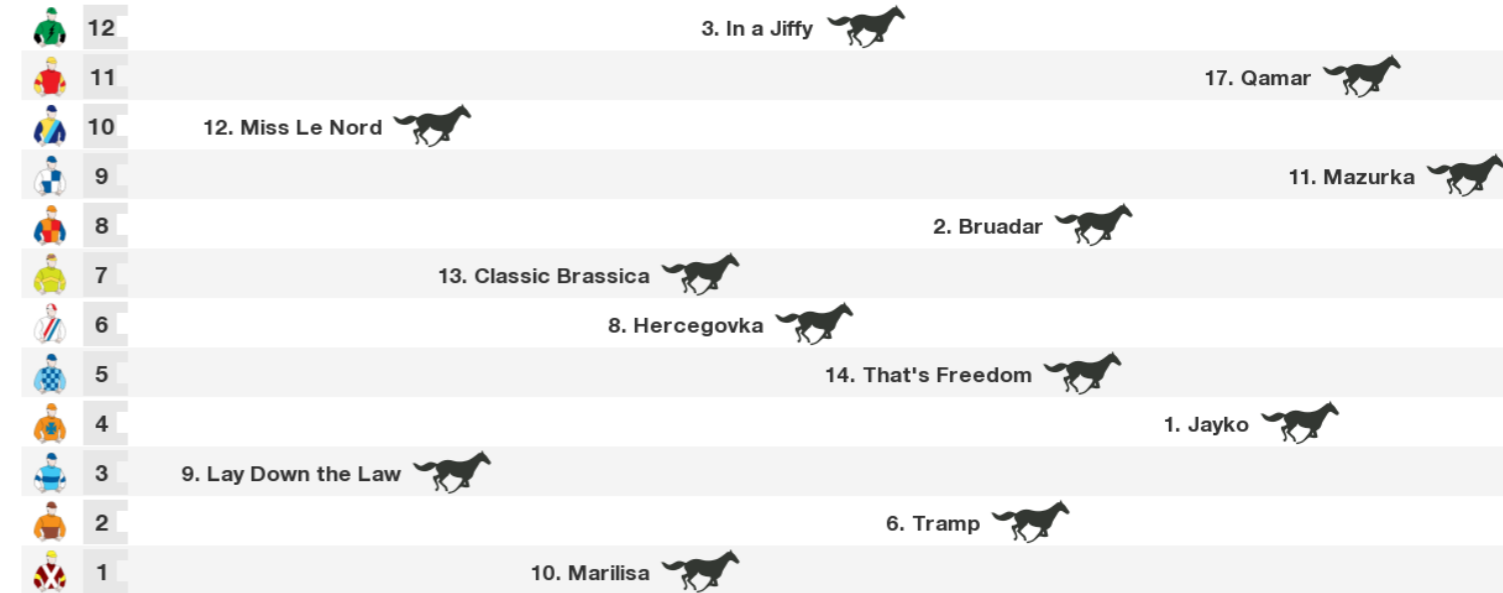 12 3. In a Jiffy
11 17. Qamar
10 12. Miss Le Nord
9 11. Mazurka
8 2. Bruadar
7 13. Classic Brassica
6 8. Hercegovka
5 14. That's Freedom
4 1. Jayko
3 9. Lay Down the Law
2 6. Tramp
1 10. Marilisa